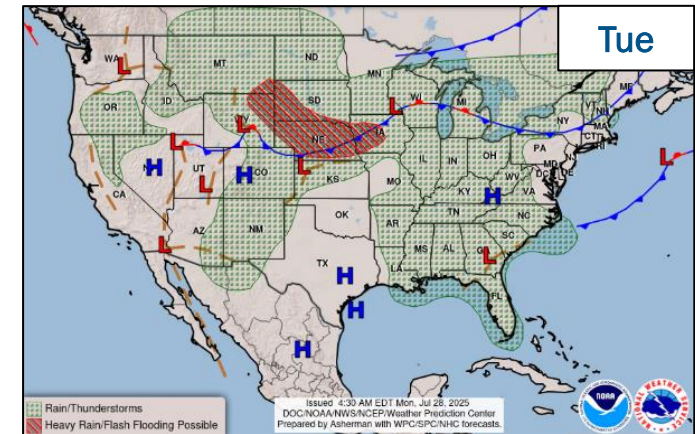 Tue
WA
MT
ND
MN
ME
OR
ID
SD
WI
MI
VT
NH
NY
MA
CT
RI
WY
NE
IA
PA
NJ
NV
UT
CO
IL
IN
OH
MD
DE
DC
WV
VA
KS
MO
KY
CA
AZ
NM
OK
AR
TN
NC
SC
TX
LA
MS
AL
GA
FL
L
L
L
L
L
L
L
L
L
H
H
H
H
H
H
Rain/Thunderstorms
Heavy Rain/Flash Flooding Possible
Issued 4:30 AM EDT Mon, Jul 28, 2025
DOC/NOAA/NWS/NCEP/Weather Prediction Center
Prepared by Asherman with WPC/SPC/NHC forecasts.
NOAA
NATIONAL WEATHER SERVICE